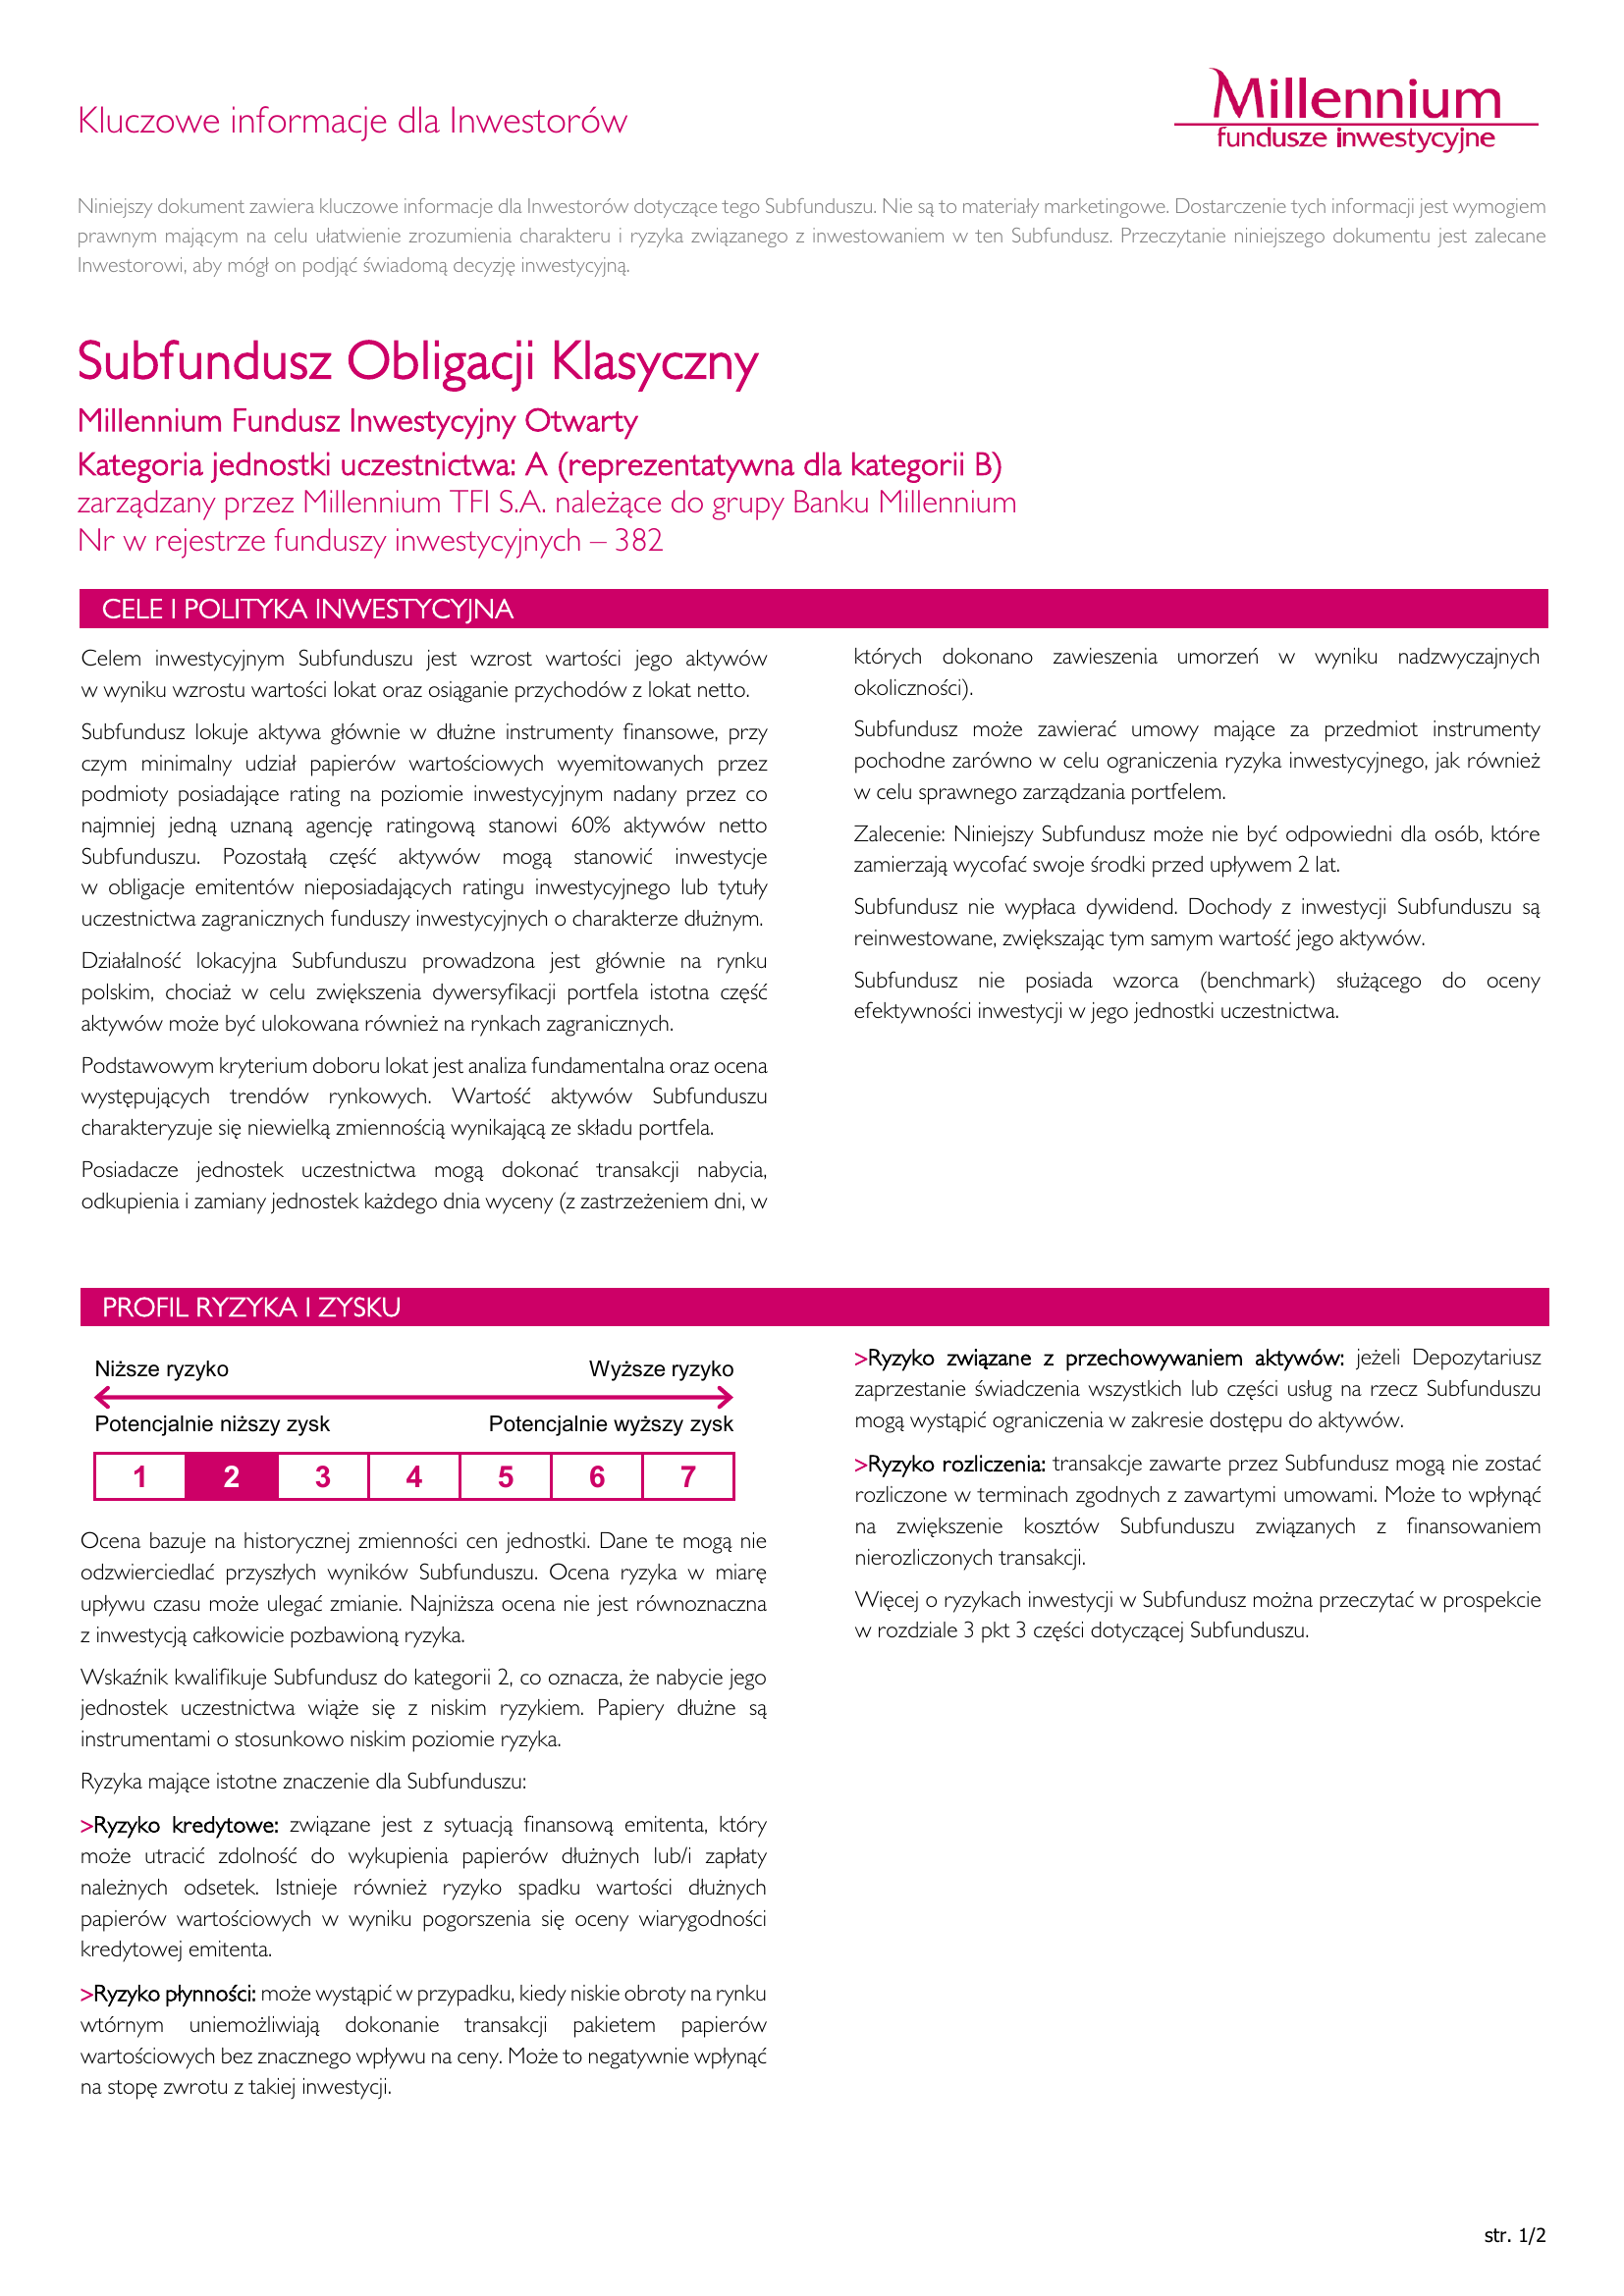 Kluczowe informacje dla Inwestorów
Millennium
fundusze inwestycyjne
Niniejszy dokument zawiera kluczowe informacje dla Inwestorów dotyczące tego Subfunduszu. Nie są to materiały marketingowe. Dostarczenie tych informacji jest wymogiem
prawnym mającym na celu ułatwienie zrozumienia charakteru i ryzyka związanego z inwestowaniem w ten Subfundusz. Przeczytanie niniejszego dokumentu jest zalecane
Inwestorowi, aby mógł on podjąć świadomą decyzję inwestycyjną.
Subfundusz Obligacji Klasyczny
Millennium Fundusz Inwestycyjny Otwarty
Kategoria jednostki uczestnictwa: A (reprezentatywna dla kategorii B)
zarządzany przez Millennium TFI S.A. należące do grupy Banku Millennium
Nr w rejestrze funduszy inwestycyjnych – 382
CELE I POLITYKA INWESTYCYJNA
Celem inwestycyjnym Subfunduszu jest wzrost wartości jego aktywów
w wyniku wzrostu wartości lokat oraz osiąganie przychodów z lokat netto.
Subfundusz lokuje aktywa głównie w dłużne instrumenty finansowe, przy
czym minimalny udział papierów wartościowych wyemitowanych przez
podmioty posiadające rating na poziomie inwestycyjnym nadany przez co
najmniej jedną uznaną agencję ratingową stanowi 60% aktywów netto
Subfunduszu. Pozostałą część aktywów mogą stanowić inwestycje
w obligacje emitentów nieposiadających ratingu inwestycyjnego lub tytuły
uczestnictwa zagranicznych funduszy inwestycyjnych o charakterze dłużnym.
Działalność lokacyjna Subfunduszu prowadzona jest głównie na rynku
polskim, chociaż w celu zwiększenia dywersyfikacji portfela istotna część
aktywów może być ulokowana również na rynkach zagranicznych.
Podstawowym kryterium doboru lokat jest analiza fundamentalna oraz ocena
występujących trendów rynkowych. Wartość aktywów Subfunduszu
charakteryzuje się niewielką zmiennością wynikającą ze składu portfela.
Posiadacze jednostek uczestnictwa mogą dokonać transakcji nabycia,
odkupienia i zamiany jednostek każdego dnia wyceny (z zastrzeżeniem dni, w
których dokonano zawieszenia umorzeń w wyniku nadzwyczajnych
okoliczności).
Subfundusz może zawierać umowy mające za przedmiot instrumenty
pochodne zarówno w celu ograniczenia ryzyka inwestycyjnego, jak również
w celu sprawnego zarządzania portfelem.
Zalecenie: Niniejszy Subfundusz może nie być odpowiedni dla osób, które
zamierzają wycofać swoje środki przed upływem 2 lat.
Subfundusz nie wypłaca dywidend. Dochody z inwestycji Subfunduszu są
reinwestowane, zwiększając tym samym wartość jego aktywów.
Subfundusz nie posiada wzorca (benchmark) służącego do oceny
efektywności inwestycji w jego jednostki uczestnictwa.
PROFIL RYZYKA I ZYSKU
Niższe ryzyko Wyższe ryzyko
Potencjalnie niższy zysk Potencjalnie wyższy zysk
1 2 3 4 5 6 7
Ocena bazuje na historycznej zmienności cen jednostki. Dane te mogą nie
odzwierciedlać przyszłych wyników Subfunduszu. Ocena ryzyka w miarę
upływu czasu może ulegać zmianie. Najniższa ocena nie jest równoznaczna
z inwestycją całkowicie pozbawioną ryzyka.
Wskaźnik kwalifikuje Subfundusz do kategorii 2, co oznacza, że nabycie jego
jednostek uczestnictwa wiąże się z niskim ryzykiem. Papiery dłużne są
instrumentami o stosunkowo niskim poziomie ryzyka.
Ryzyka mające istotne znaczenie dla Subfunduszu:
>Ryzyko kredytowe: związane jest z sytuacją finansową emitenta, który
może utracić zdolność do wykupienia papierów dłużnych lub/i zapłaty
należnych odsetek. Istnieje również ryzyko spadku wartości dłużnych
papierów wartościowych w wyniku pogorszenia się oceny wiarygodności
kredytowej emitenta.
>Ryzyko płynności: może wystąpić w przypadku, kiedy niskie obroty na rynku
wtórnym uniemożliwiają dokonanie transakcji pakietem papierów
wartościowych bez znacznego wpływu na ceny. Może to negatywnie wpłynąć
na stopę zwrotu z takiej inwestycji.
>Ryzyko związane z przechowywaniem aktywów: jeżeli Depozytariusz
zaprzestanie świadczenia wszystkich lub części usług na rzecz Subfunduszu
mogą wystąpić ograniczenia w zakresie dostępu do aktywów.
>Ryzyko rozliczenia: transakcje zawarte przez Subfundusz mogą nie zostać
rozliczone w terminach zgodnych z zawartymi umowami. Może to wpłynąć
na zwiększenie kosztów Subfunduszu związanych z finansowaniem
nierozliczonych transakcji.
Więcej o ryzykach inwestycji w Subfundusz można przeczytać w prospekcie
w rozdziale 3 pkt 3 części dotyczącej Subfunduszu.
str. 1/2